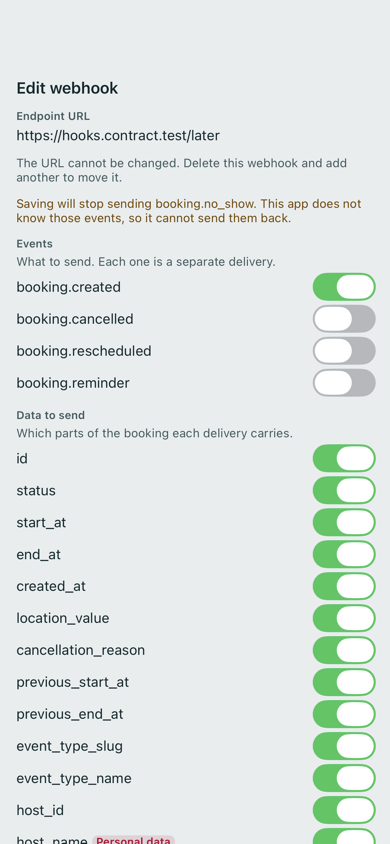 Edit webhook
Endpoint URL
https://hooks.contract.test/later
The URL cannot be changed. Delete this webhook and add
another to move it.
Saving will stop sending booking.no_show. This app does not
know those events, so it cannot send them back.
Events
What to send. Each one is a separate delivery.
booking.created
booking.cancelled
booking.rescheduled
booking.reminder
Data to send
Which parts of the booking each delivery carries.
id
status
start_at
end_at
created_at
location_value
cancellation_reason
previous_start_at
previous_end_at
event_type_slug
event_type_name
host_id
host_name Personal data